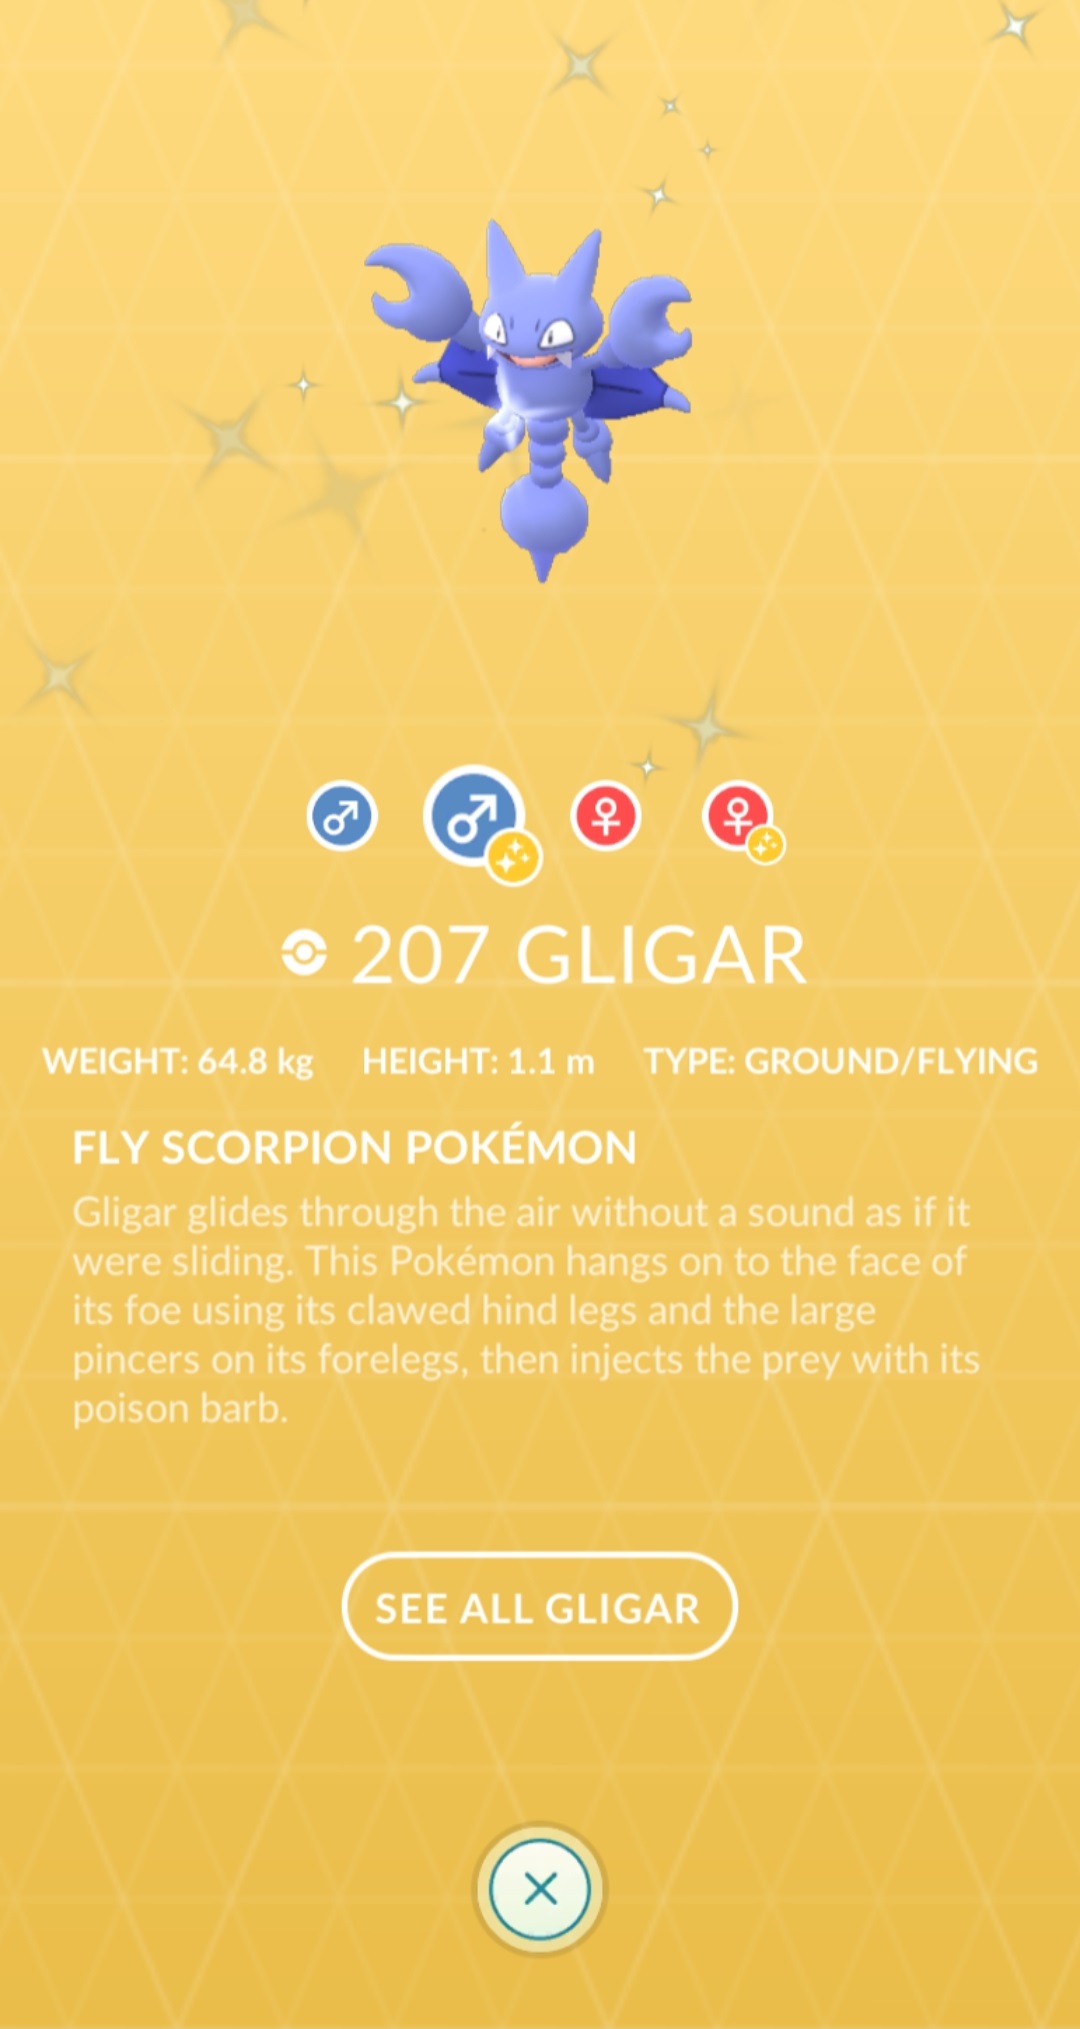 207 GLIGAR
WEIGHT: 64.8 kg HEIGHT: 1.1 m TYPE: GROUND/FLYING
FLY SCORPION POKÉMON
Gligar glides through the air without a sound as if it
were sliding. This Pokémon hangs on to the face of
its foe using its clawed hind legs and the large
pincers on its forelegs, then injects the prey with its
poison barb.
SEE ALL GLIGAR